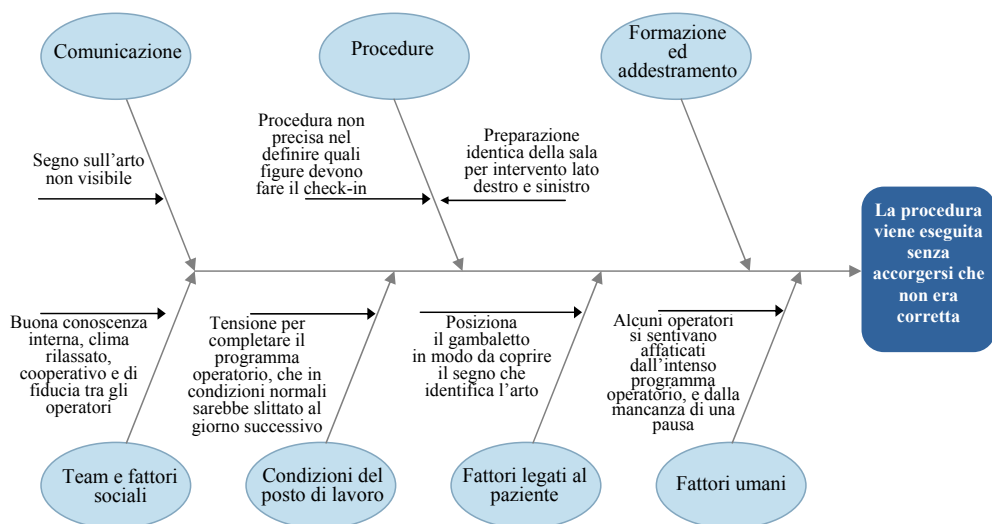 Comunicazione
Procedure
Formazione
ed
addestramento
Segno sull’arto
non visibile
Procedura non
precisa nel
definire quali
figure devono
fare il check-in
Preparazione
identica della sala
per intervento lato
destro e sinistro
La procedura
viene eseguita
senza
accorgersi che
non era
corretta
Buona conoscenza
interna, clima
rilassato,
cooperativo e di
fiducia tra gli
operatori
Tensione per
completare il
programma
operatorio, che in
condizioni normali
sarebbe slittato al
giorno successivo
Posiziona
il gambaletto
in modo da coprire
il segno che
identifica l’arto
Alcuni operatori
si sentivano
affaticati
dall’intenso
programma
operatorio, e dalla
mancanza di una
pausa
Team e fattori
sociali
Condizioni del
posto di lavoro
Fattori legati al
paziente
Fattori umani